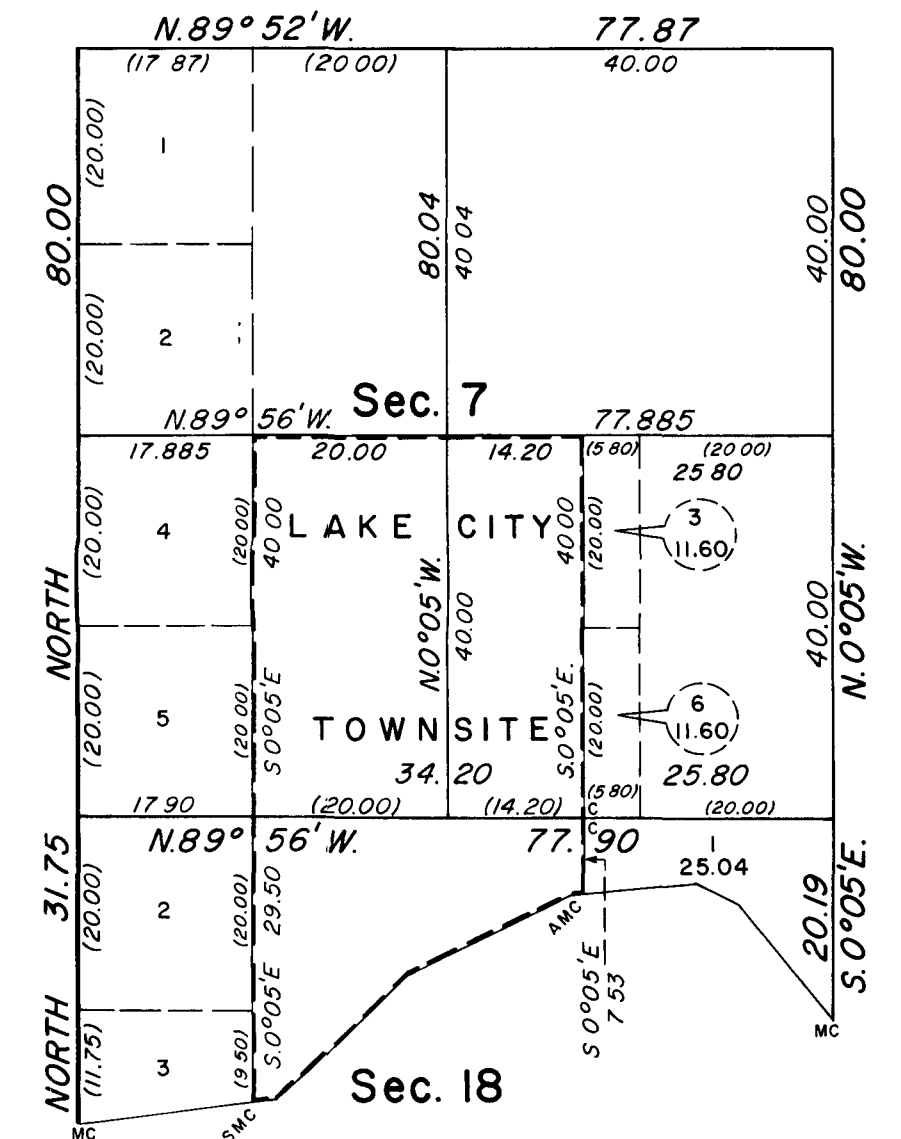 N.89° 52' W. 77.87
(17 87) (20 00) 40.00
(20.00) 1
80.00 80.04 40 04 40.00 80.00
(20.00) 2
Sec. 7
N.89° 56' W. 77.885
17.885 20.00 14.20 (5 80) (20 00)
25 80
(20.00) 4 (20.00) 40 00 LAKE CITY 40 00 (20.00) 3
11.60
NORTH N.0°05'W. 40.00 40.00 N.0°05'W.
(20.00) 5 (20.00) S 0°05'E TOWNSITE S.0°05'E. (20.00) 6
11.60
34.20 25.80
17 90 (20.00) (14.20) (5 80) C (20.00)
N.89° 56' W. 77.90 C 1
25.04
31.75 (20.00) 2 (20.00) 29.50 20.19 S.0°05'E.
AMC
S 0°05'E
7 53
MC
NORTH (11.75) 3 (9 50) S.0°05'E
Sec. 18
MC SMC